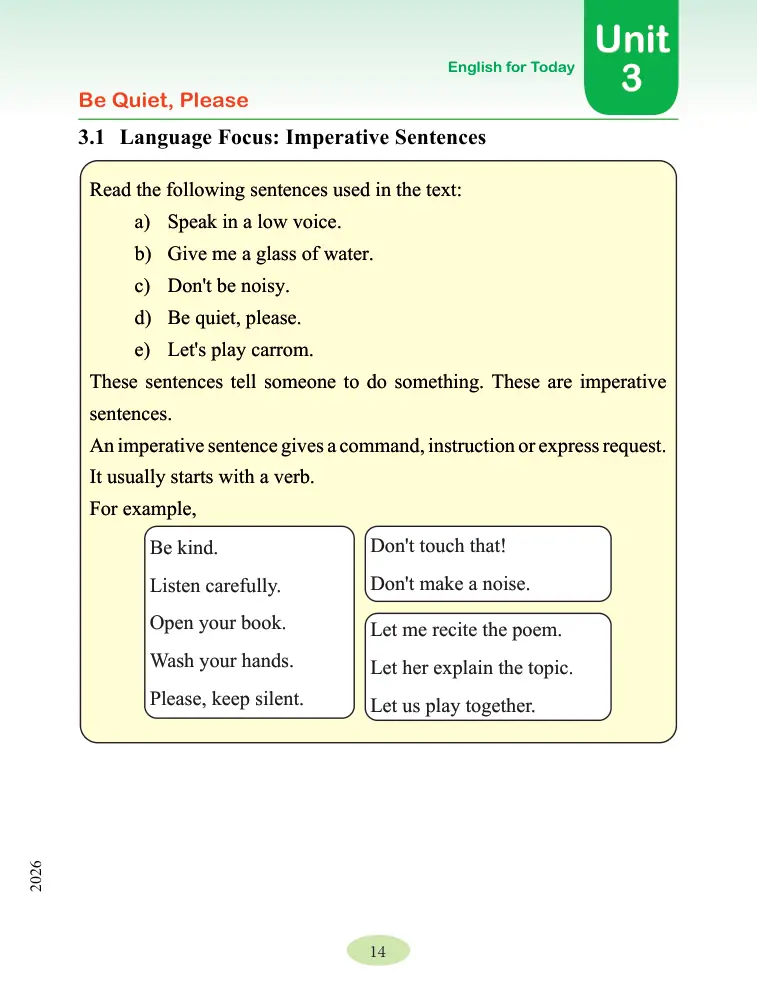 Unit
3
English for Today
Be Quiet, Please
3.1 Language Focus: Imperative Sentences
Read the following sentences used in the text:
a) Speak in a low voice.
b) Give me a glass of water.
c) Don't be noisy.
d) Be quiet, please.
e) Let's play carrom.
These sentences tell someone to do something. These are imperative
sentences.
An imperative sentence gives a command, instruction or express request.
It usually starts with a verb.
For example,
Be kind.
Listen carefully.
Open your book.
Wash your hands.
Please, keep silent.
Don't touch that!
Don't make a noise.
Let me recite the poem.
Let her explain the topic.
Let us play together.
2026
14